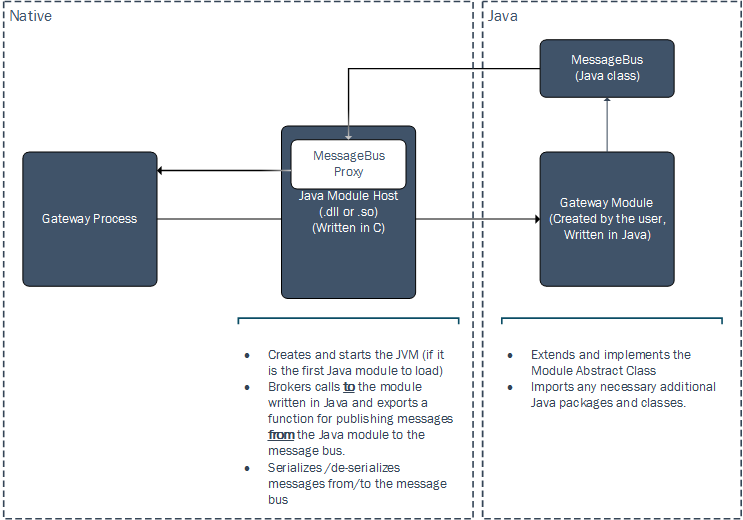 Native
Java
MessageBus
(Java class)
MessageBus
Proxy
Gateway Process
Java Module Host
(.dll or .so)
(Written in C)
Gateway Module
(Created by the user,
Written in Java)
• Creates and starts the JVM (if it
is the first Java module to load)
• Brokers calls to the module
written in Java and exports a
function for publishing messages
from the Java module to the
message bus.
• Serializes /de-serializes
messages from/to the message
bus
• Extends and implements the
Module Abstract Class
• Imports any necessary additional
Java packages and classes.